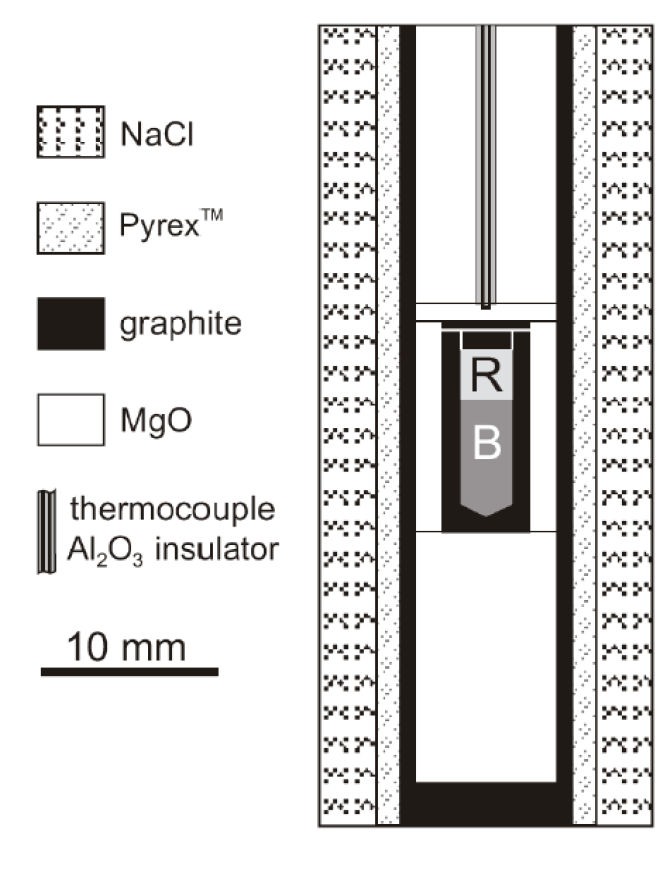 NaCl
Pyrex™
graphite
MgO
thermocouple
Al₂O₃ insulator
10 mm
R
B